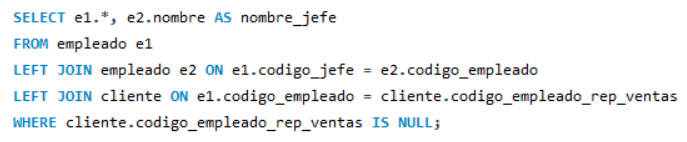 SELECT e1.*, e2.nombre AS nombre_jefe
FROM empleado e1
LEFT JOIN empleado e2 ON e1.codigo_jefe = e2.codigo_empleado
LEFT JOIN cliente ON e1.codigo_empleado = cliente.codigo_empleado_rep_ventas
WHERE cliente.codigo_empleado_rep_ventas IS NULL;